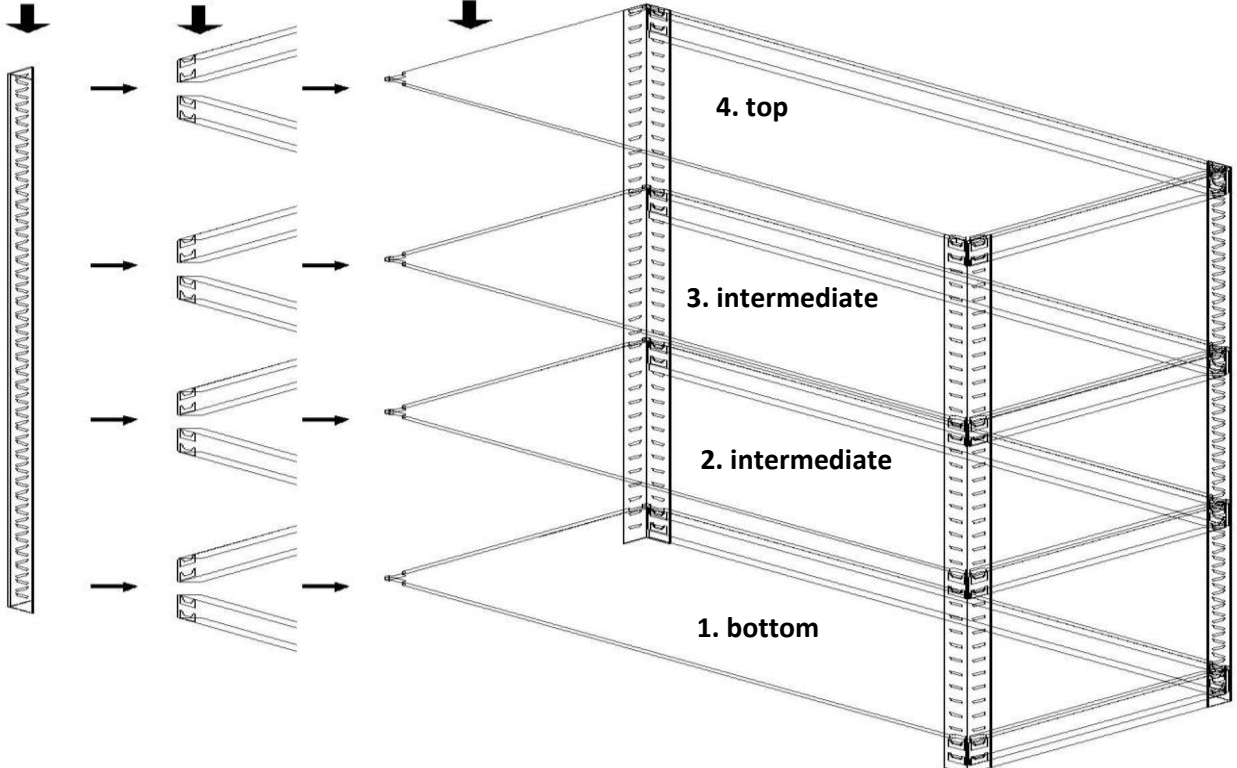 4. top
3. intermediate
2. intermediate
1. bottom